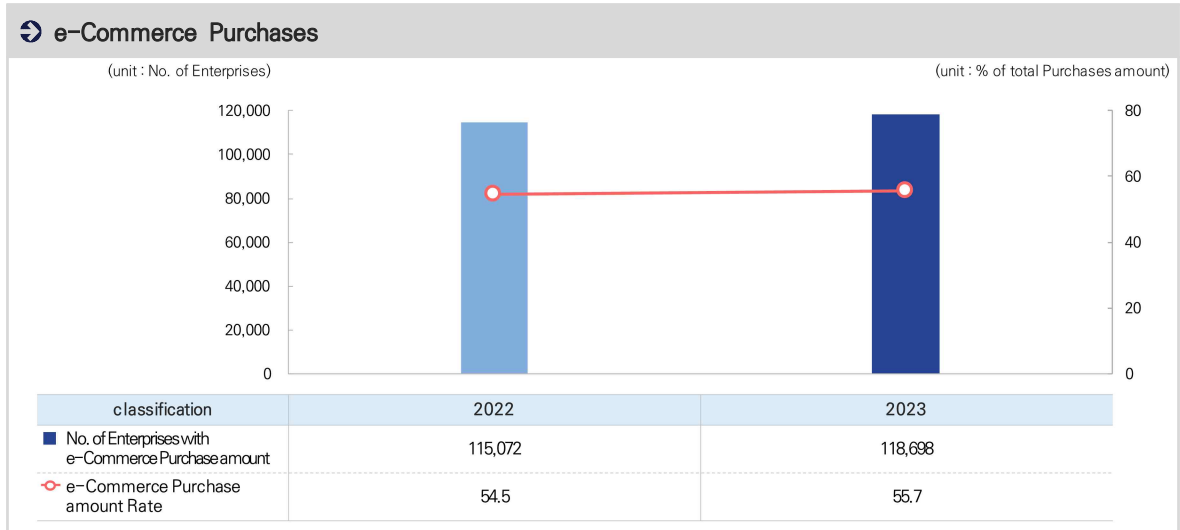 e-Commerce Purchases
(unit : No. of Enterprises)
(unit : % of total Purchases amount)
120,000
100,000
80,000
60,000
40,000
20,000
0
80
60
40
20
0
classification 2022 2023
No. of Enterprises with
e-Commerce Purchase amount
115,072 118,698
e-Commerce Purchase
amount Rate
54.5 55.7